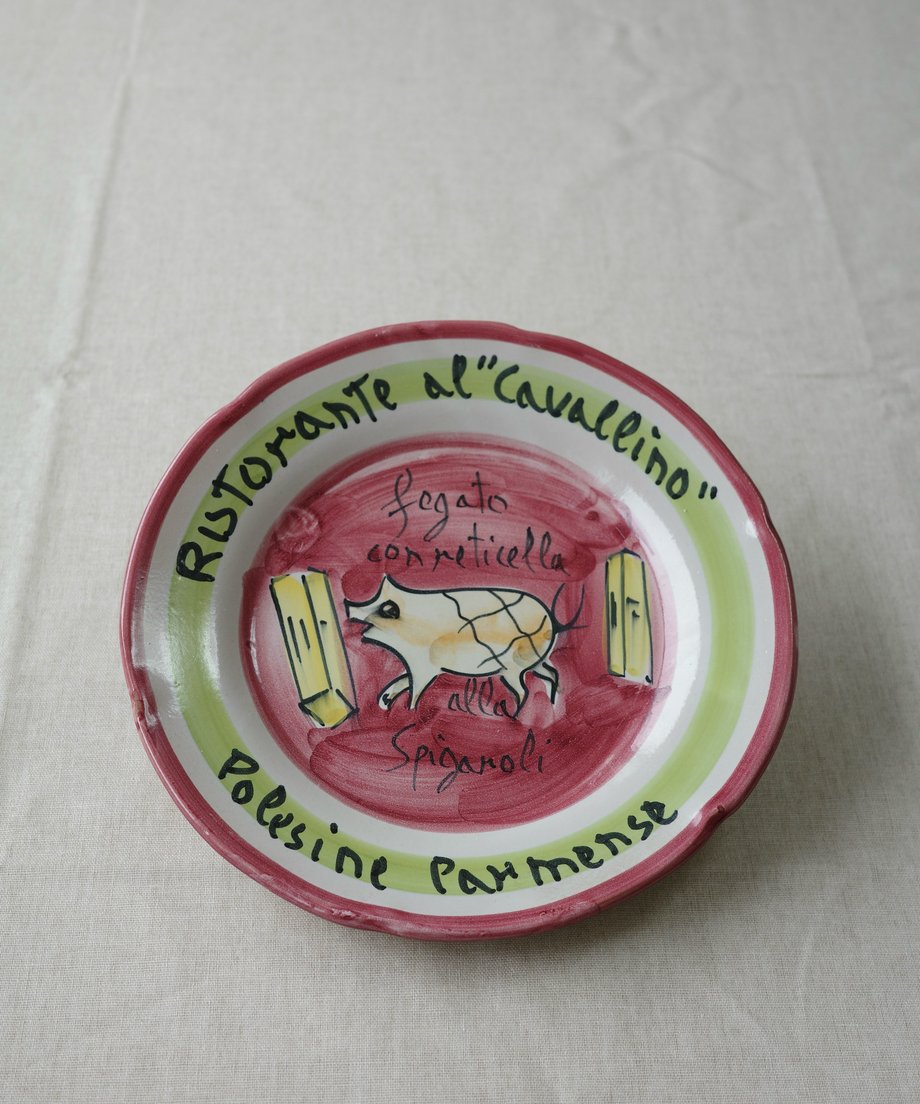 Ristorante al "Cavallino"
fegato
con reticella
alla
Spigaroli
Polesine Parmense